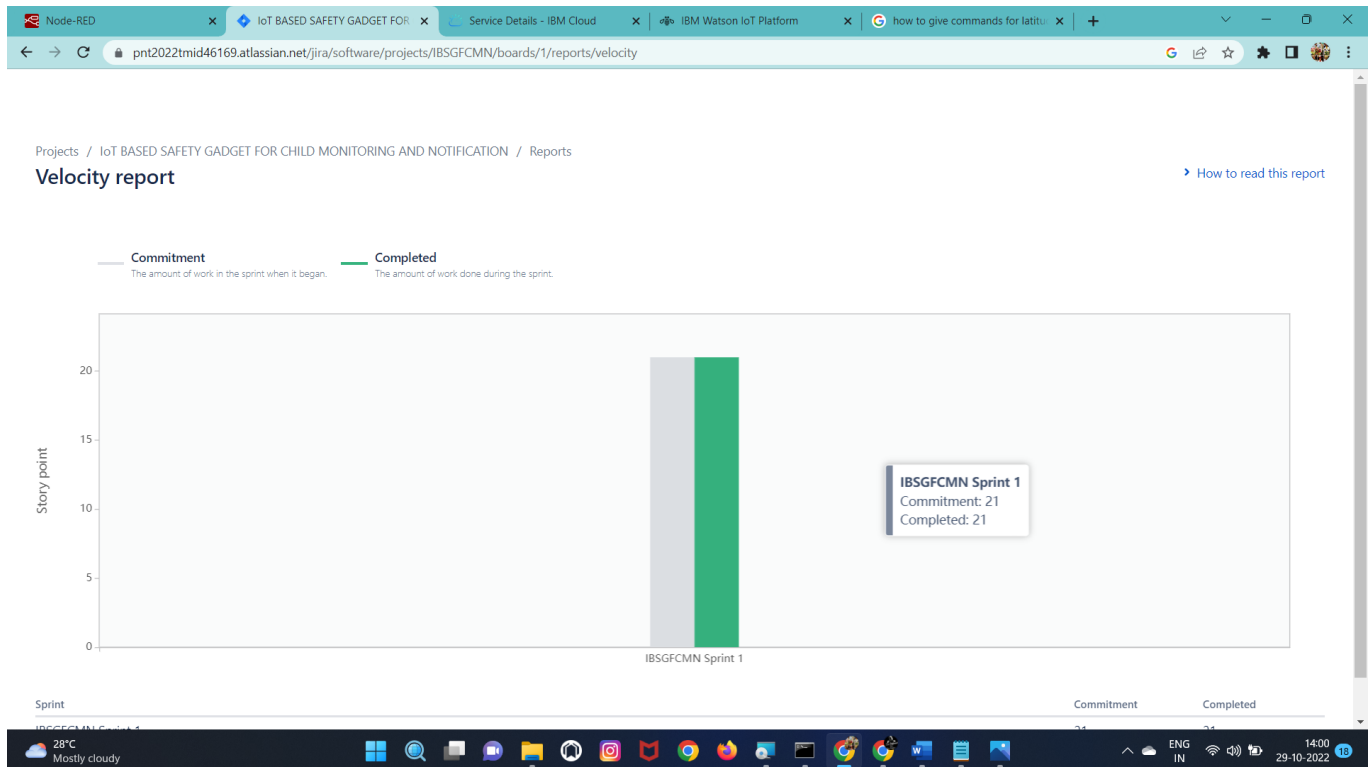 Node-RED
IoT BASED SAFETY GADGET FOR
Service Details - IBM Cloud
IBM Watson IoT Platform
how to give commands for latitu
pnt2022tmid46169.atlassian.net/jira/software/projects/IBSGFCMN/boards/1/reports/velocity
Projects / IoT BASED SAFETY GADGET FOR CHILD MONITORING AND NOTIFICATION / Reports
Velocity report
How to read this report
Commitment
The amount of work in the sprint when it began.
Completed
The amount of work done during the sprint.
20
15
10
5
0
Story point
IBSGFCMN Sprint 1
Commitment: 21
Completed: 21
IBSGFCMN Sprint 1
Sprint Commitment Completed
IBSGFCMN Sprint 1 21 21
28°C
Mostly cloudy
ENG
IN
14:00
29-10-2022
18